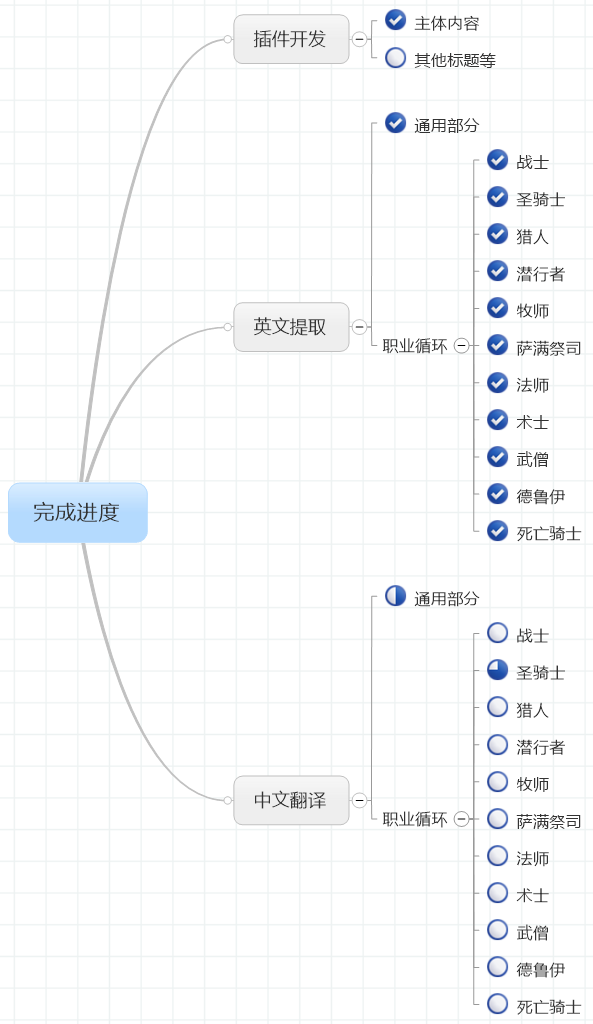 完成进度
插件开发
主体内容
其他标题等
英文提取
通用部分
职业循环
战士
圣骑士
猎人
潜行者
牧师
萨满祭司
法师
术士
武僧
德鲁伊
死亡骑士
中文翻译
通用部分
职业循环
战士
圣骑士
猎人
潜行者
牧师
萨满祭司
法师
术士
武僧
德鲁伊
死亡骑士